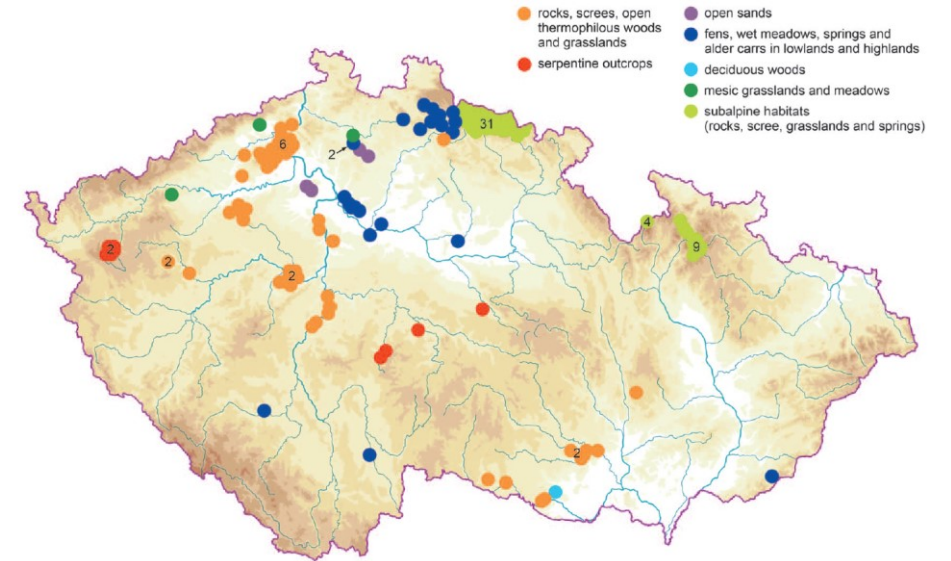 rocks, screes, open
thermophilous woods
and grasslands
serpentine outcrops
open sands
fens, wet meadows, springs and
alder carrs in lowlands and highlands
deciduous woods
mesic grasslands and meadows
subalpine habitats
(rocks, scree, grasslands and springs)
31
6
2
4
9
2
2
2
2